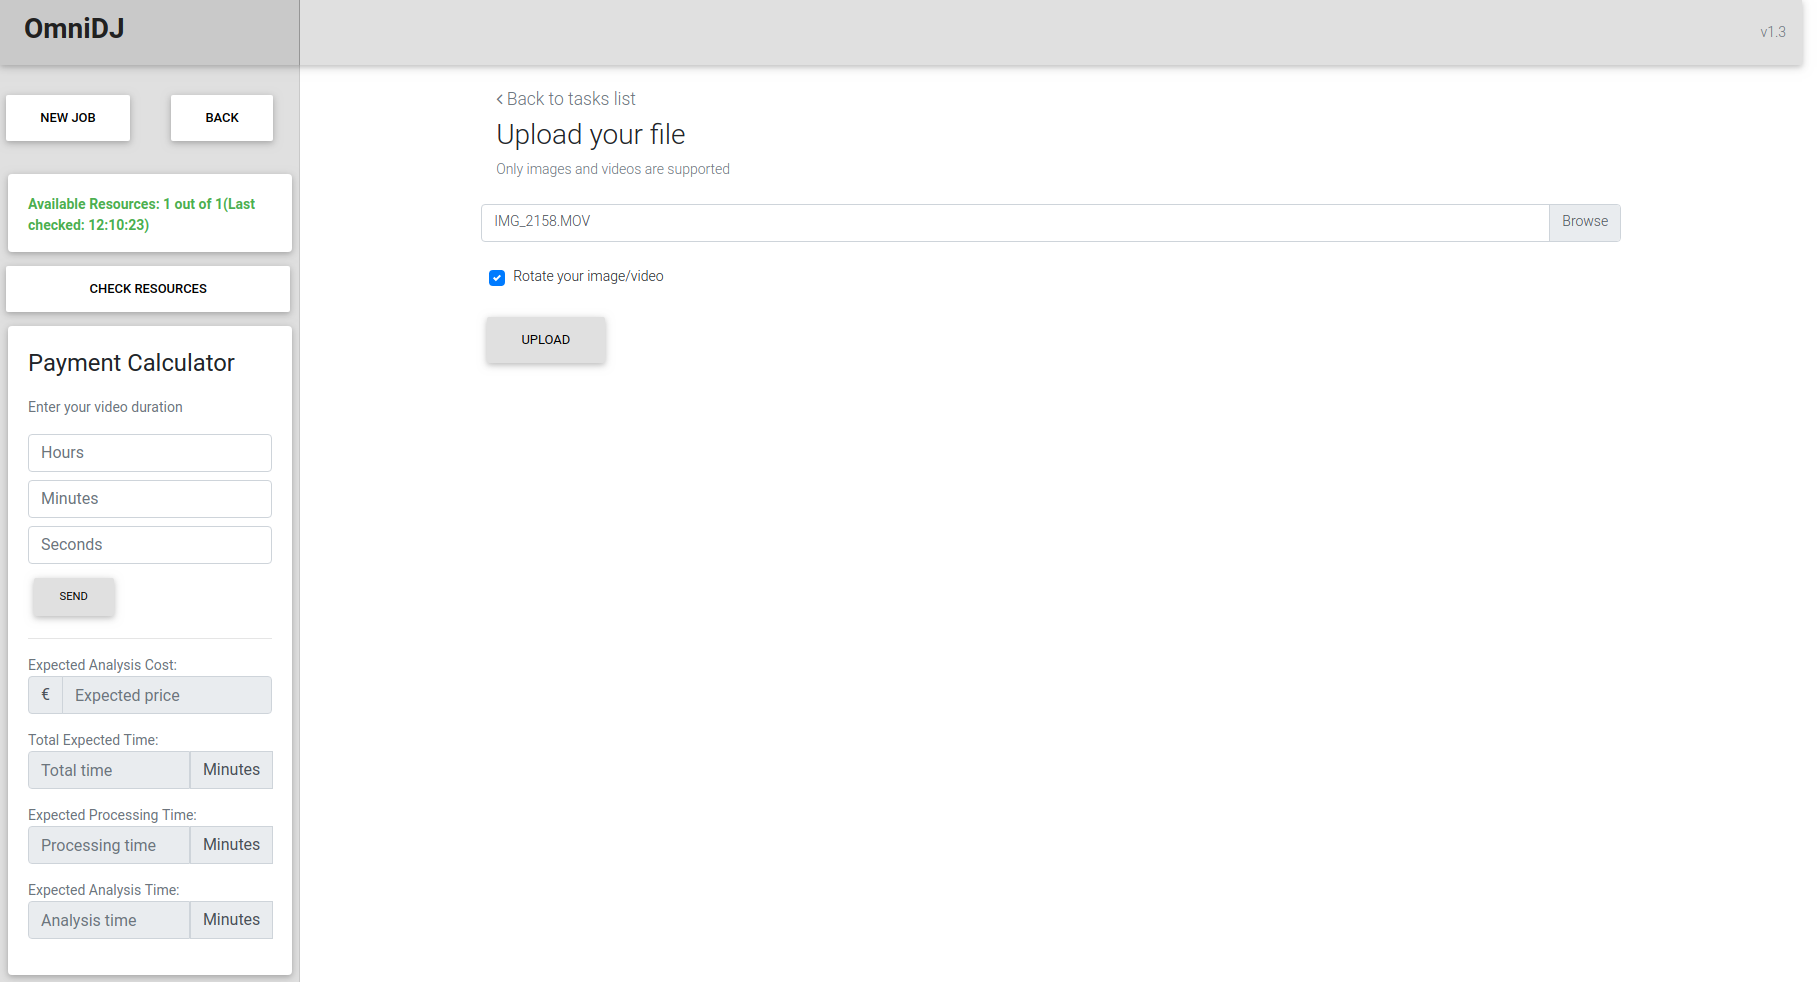 OmniDJ
v1.3
NEW JOB
BACK
Available Resources: 1 out of 1(Last
checked: 12:10:23)
CHECK RESOURCES
Payment Calculator
Enter your video duration
Hours
Minutes
Seconds
SEND
Expected Analysis Cost:
€ Expected price
Total Expected Time:
Total time Minutes
Expected Processing Time:
Processing time Minutes
Expected Analysis Time:
Analysis time Minutes
Back to tasks list
Upload your file
Only images and videos are supported
IMG_2158.MOV Browse
Rotate your image/video
UPLOAD